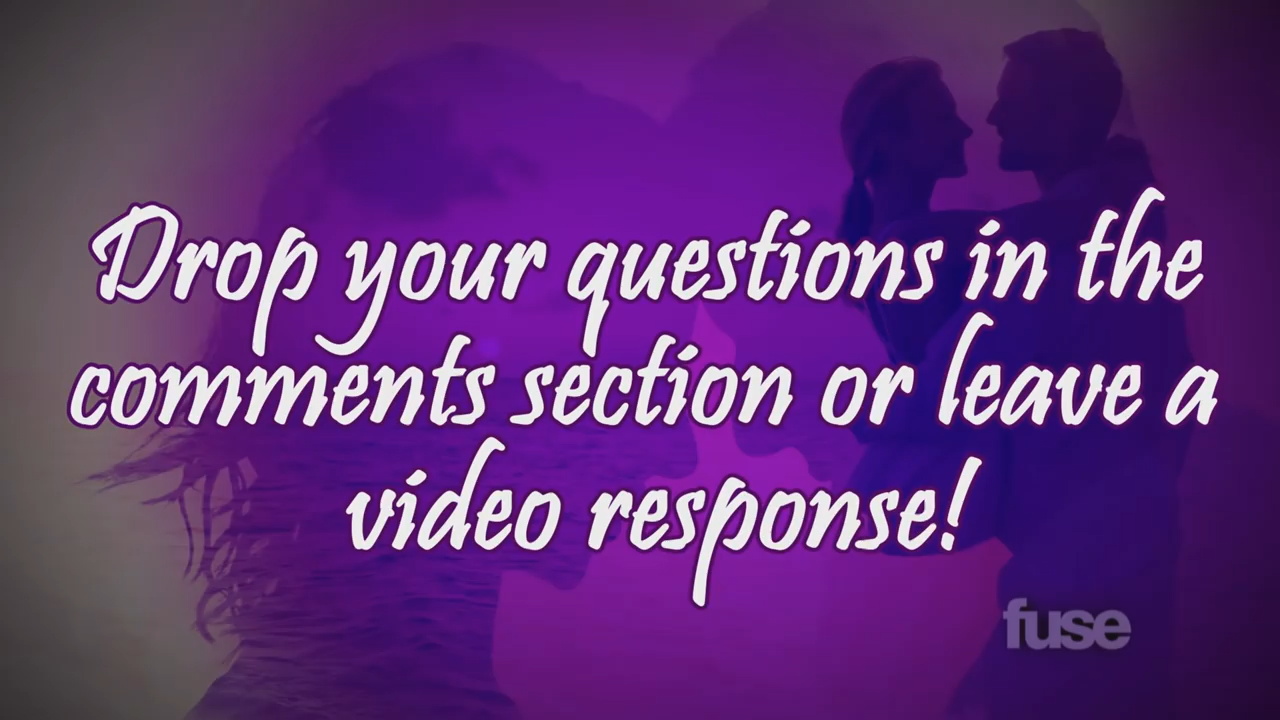 Drop your questions in the
comments section or leave a
video response!
fuse